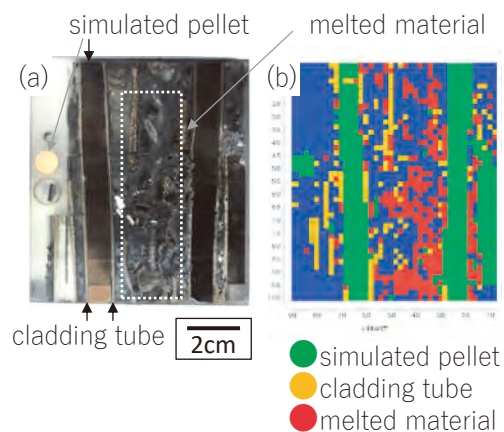 simulated pellet
melted material
(a)
(b)
cladding tube
2cm
simulated pellet
cladding tube
melted material